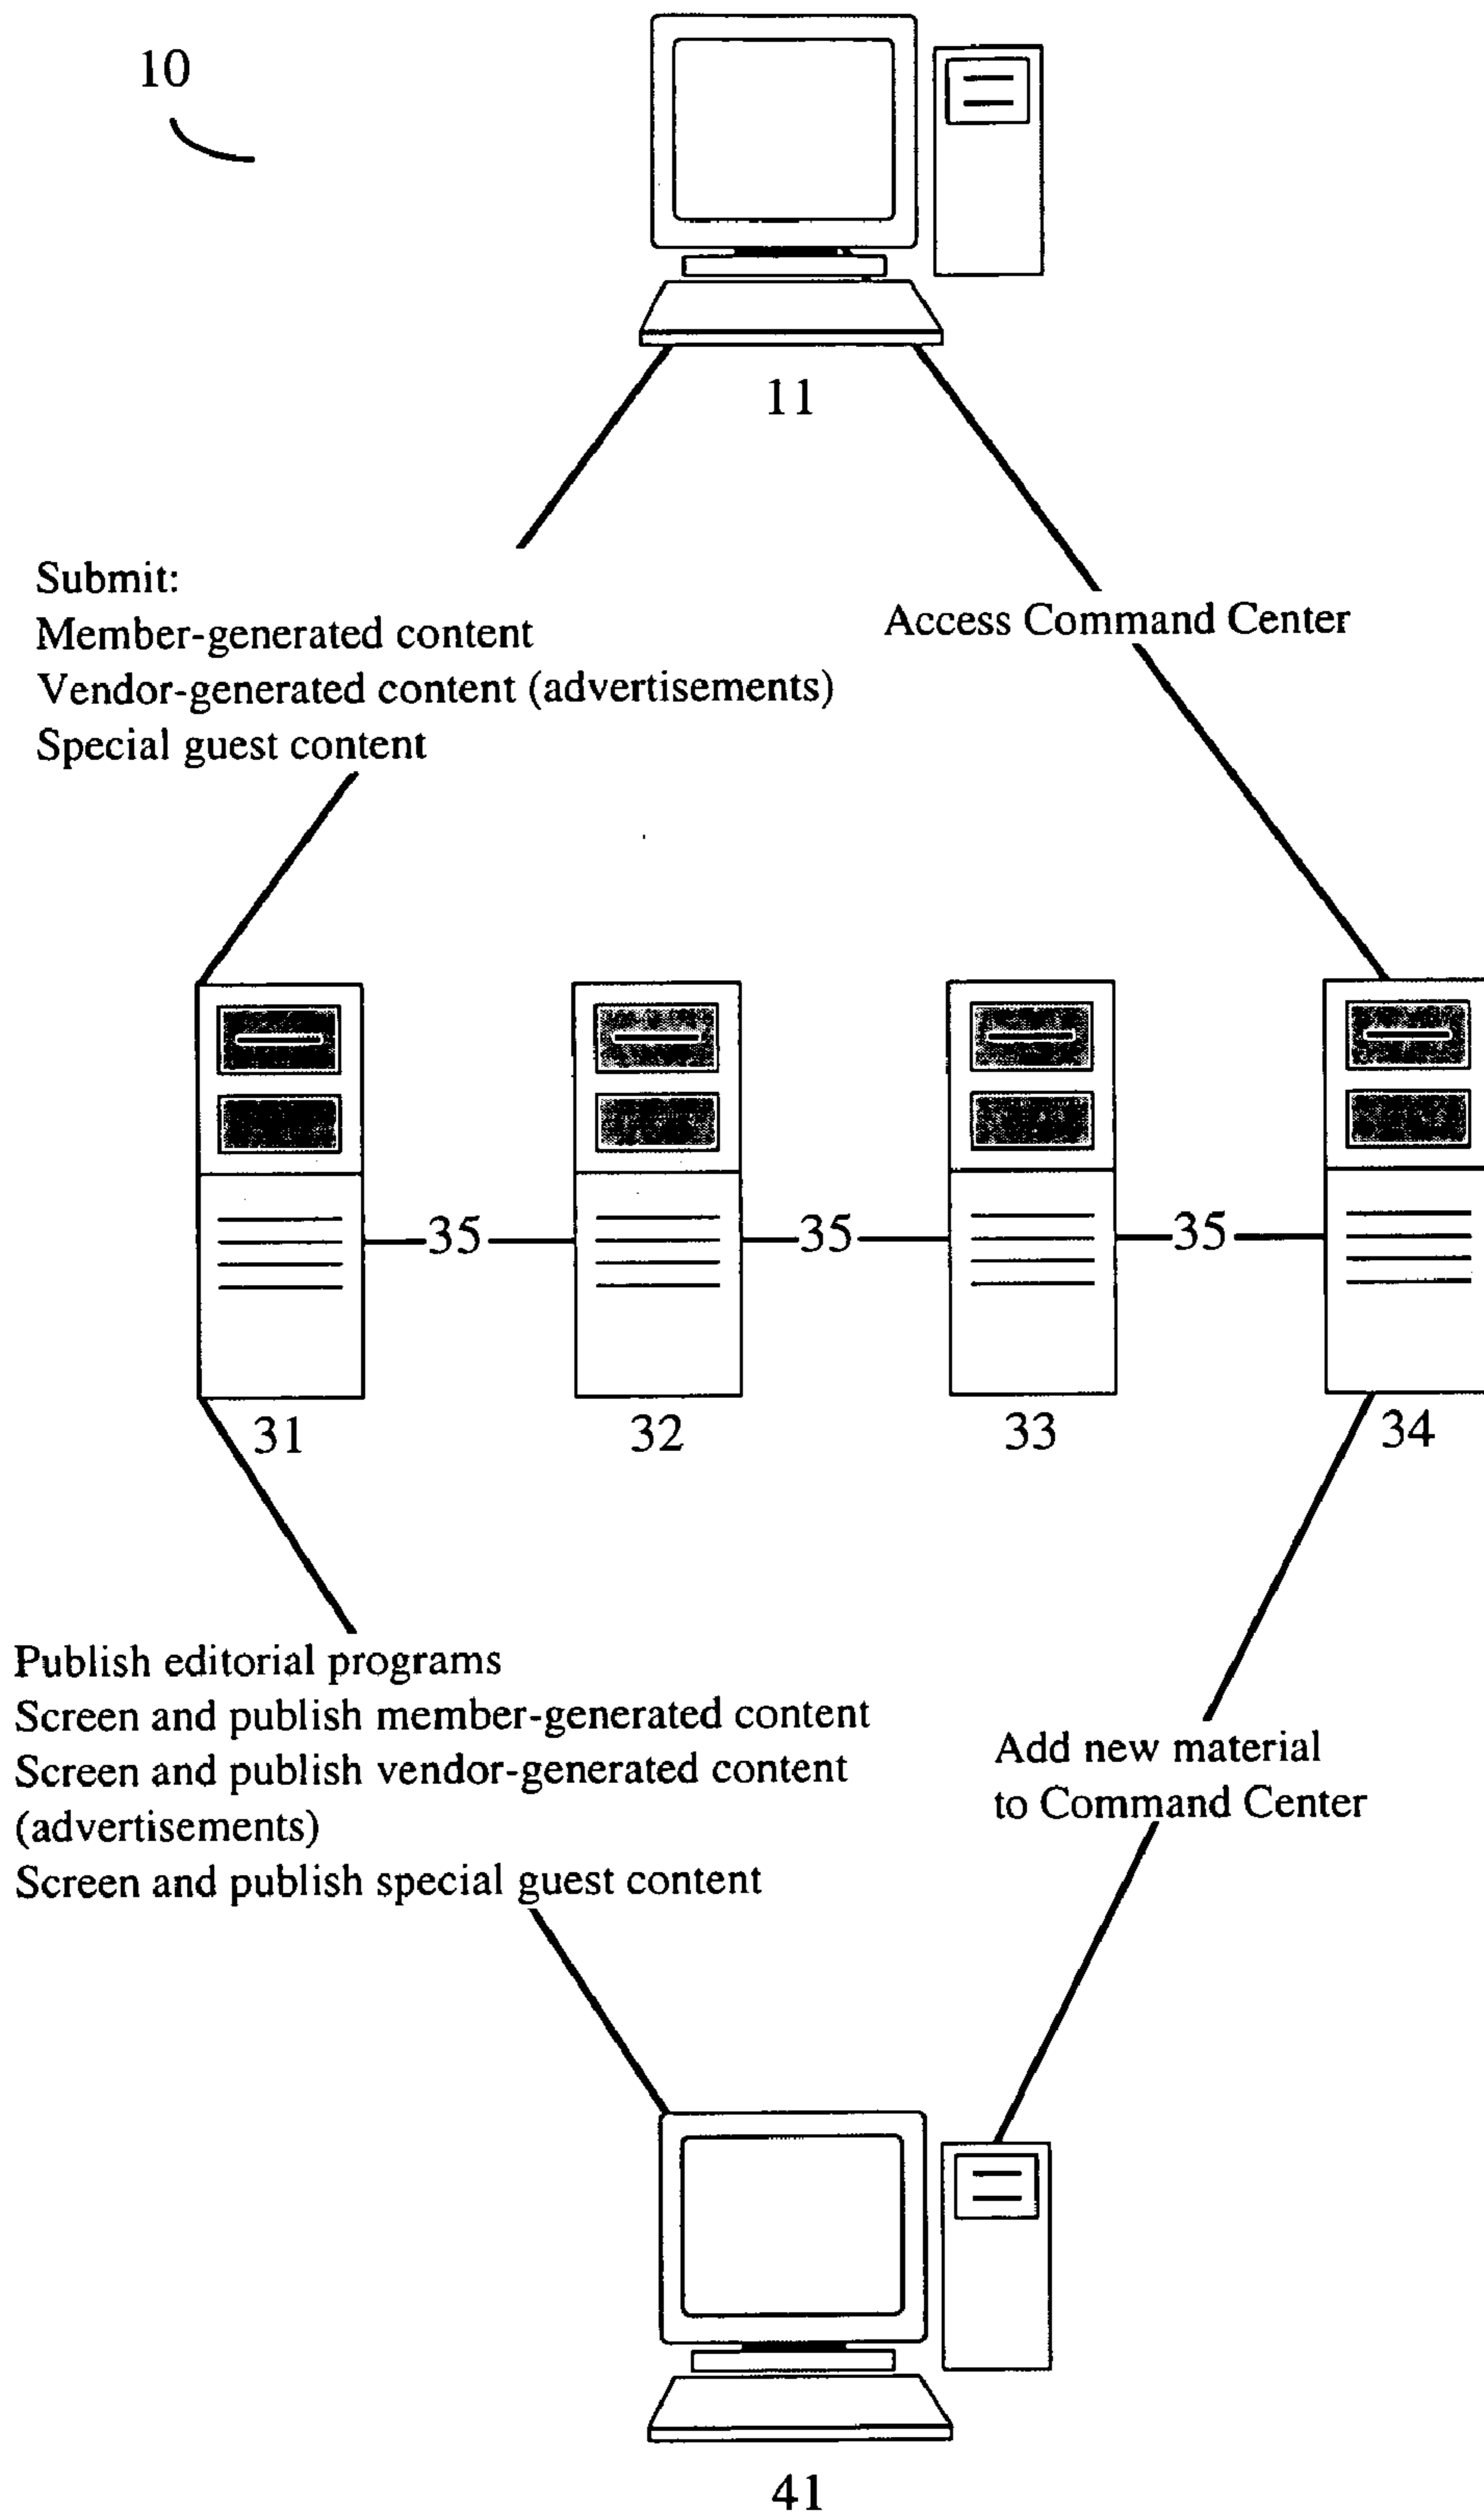 10
11
Submit:
Member-generated content
Vendor-generated content (advertisements)
Special guest content
Access Command Center
35
35
35
31
32
33
34
Publish editorial programs
Screen and publish member-generated content
Screen and publish vendor-generated content
(advertisements)
Screen and publish special guest content
Add new material
to Command Center
41